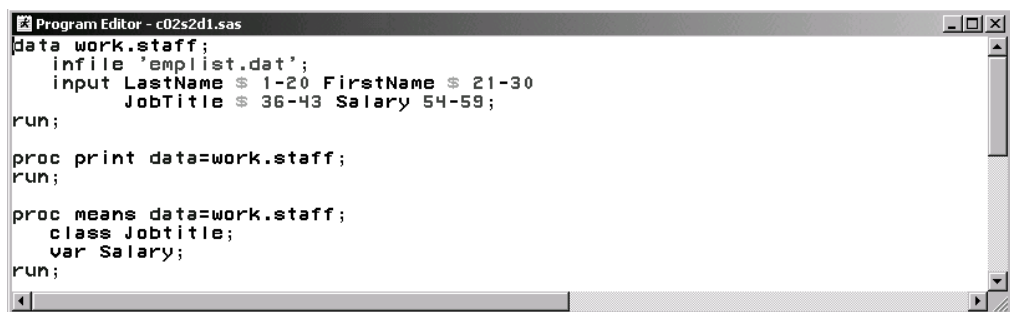 Program Editor - c02s2d1.sas
data work.staff;
   infile 'emplist.dat';
   input LastName $ 1-20 FirstName $ 21-30
         JobTitle $ 36-43 Salary 54-59;
run;

proc print data=work.staff;
run;

proc means data=work.staff;
   class Jobtitle;
   var Salary;
run;